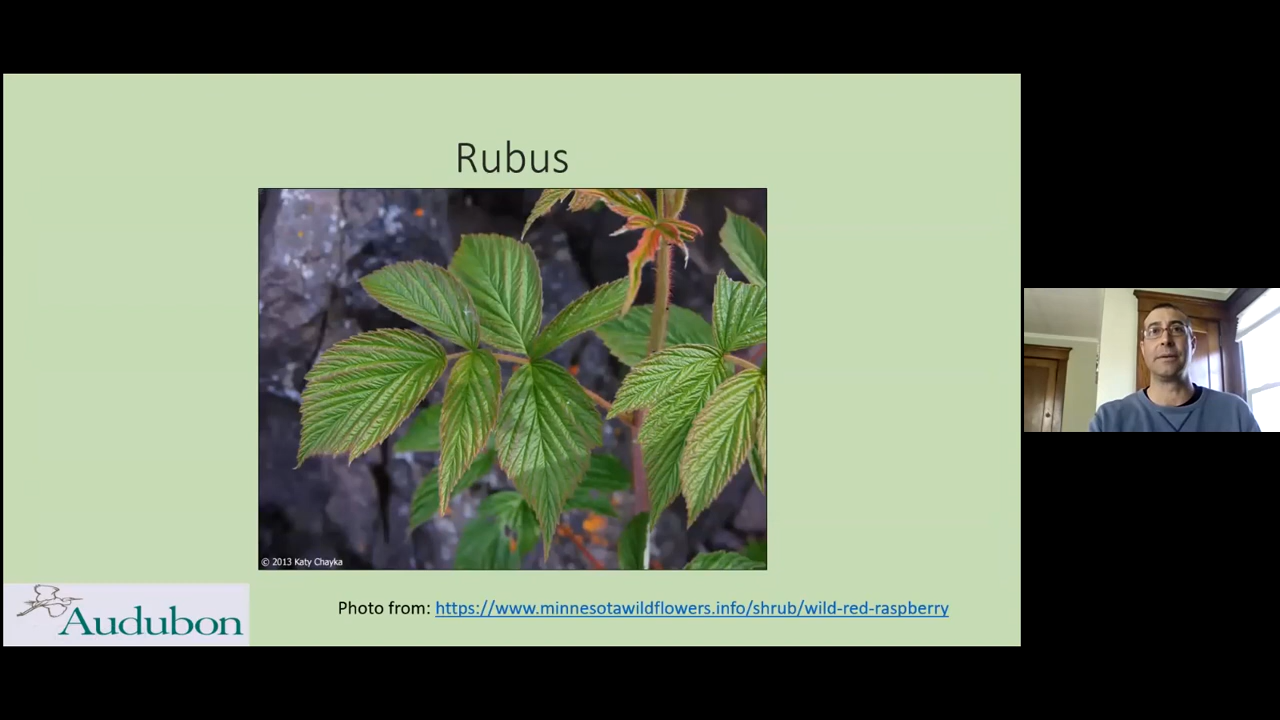 Rubus
© 2013 Katy Chayka
Audubon
Photo from: https://www.minnesotawildflowers.info/shrub/wild-red-raspberry